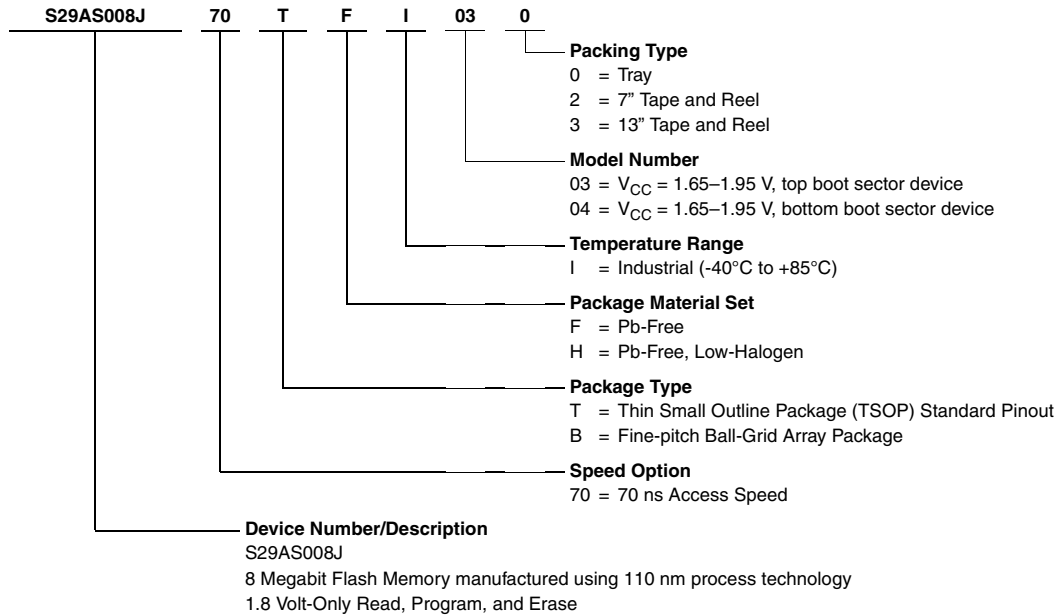 S29AS008J 70 T F I 03 0
Packing Type
0 = Tray
2 = 7” Tape and Reel
3 = 13” Tape and Reel
Model Number
03 = VCC = 1.65–1.95 V, top boot sector device
04 = VCC = 1.65–1.95 V, bottom boot sector device
Temperature Range
I = Industrial (-40°C to +85°C)
Package Material Set
F = Pb-Free
H = Pb-Free, Low-Halogen
Package Type
T = Thin Small Outline Package (TSOP) Standard Pinout
B = Fine-pitch Ball-Grid Array Package
Speed Option
70 = 70 ns Access Speed
Device Number/Description
S29AS008J
8 Megabit Flash Memory manufactured using 110 nm process technology
1.8 Volt-Only Read, Program, and Erase